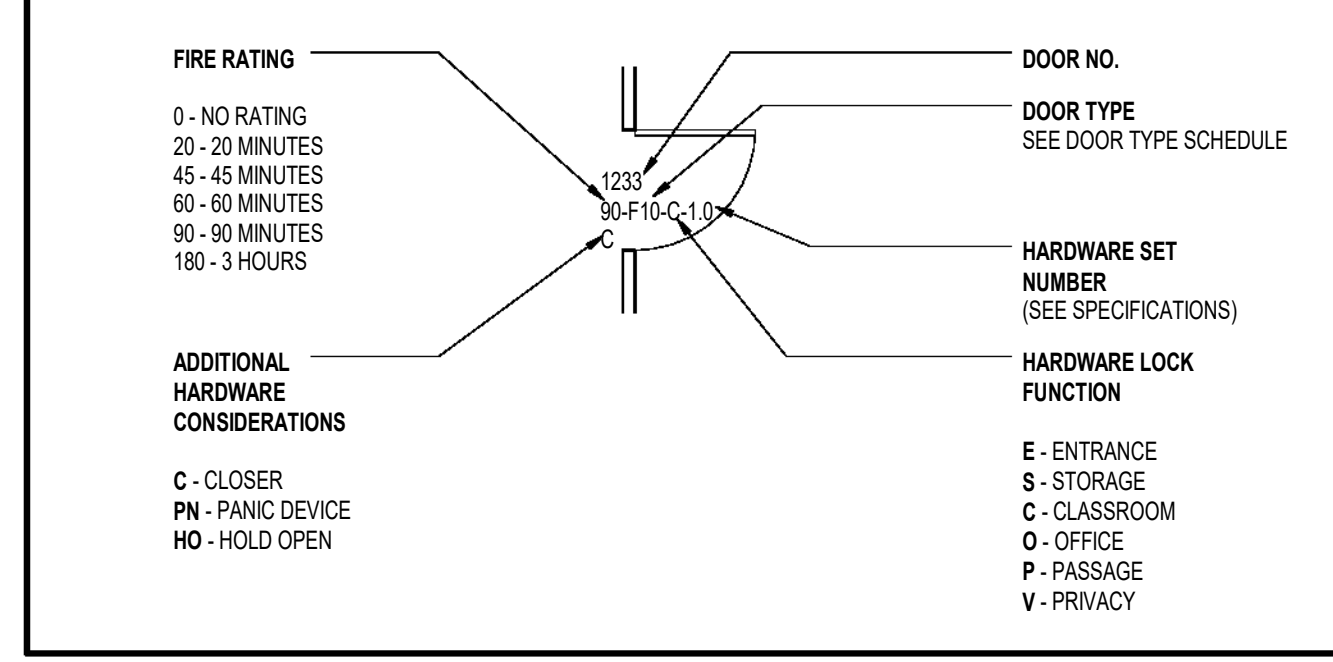 FIRE RATING
0 - NO RATING
20 - 20 MINUTES
45 - 45 MINUTES
60 - 60 MINUTES
90 - 90 MINUTES
180 - 3 HOURS
ADDITIONAL
HARDWARE
CONSIDERATIONS
C - CLOSER
PN - PANIC DEVICE
HO - HOLD OPEN
1233
90-F10-C-1.0
C
DOOR NO.
DOOR TYPE
SEE DOOR TYPE SCHEDULE
HARDWARE SET
NUMBER
(SEE SPECIFICATIONS)
HARDWARE LOCK
FUNCTION
E - ENTRANCE
S - STORAGE
C - CLASSROOM
O - OFFICE
P - PASSAGE
V - PRIVACY